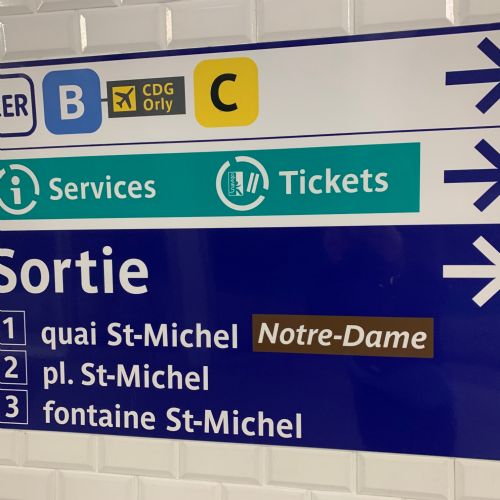 RER B CDG
Orly C
i Services Tickets
Sortie
1 quai St-Michel Notre-Dame
2 pl. St-Michel
3 fontaine St-Michel